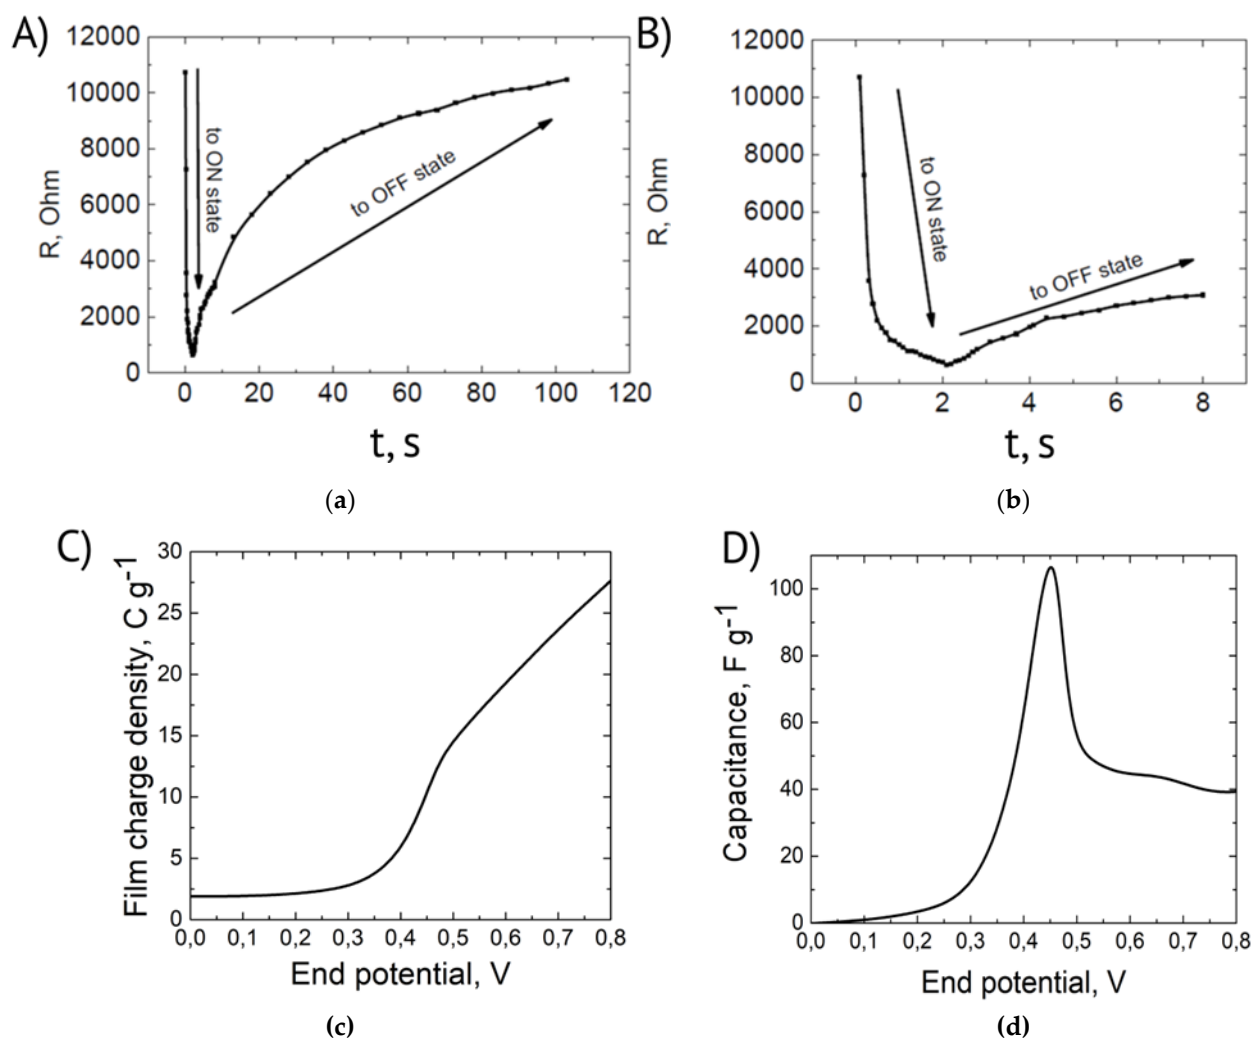 A)
12000
10000
8000
6000
4000
2000
0
R, Ohm
to ON state
to OFF state
0 20 40 60 80 100 120
t, s
(a)
B)
12000
10000
8000
6000
4000
2000
0
R, Ohm
to ON state
to OFF state
0 2 4 6 8
t, s
(b)
C)
30
25
20
15
10
5
0
Film charge density, C g-1
0,0 0,1 0,2 0,3 0,4 0,5 0,6 0,7 0,8
End potential, V
(c)
D)
100
80
60
40
20
0
Capacitance, F g-1
0,0 0,1 0,2 0,3 0,4 0,5 0,6 0,7 0,8
End potential, V
(d)